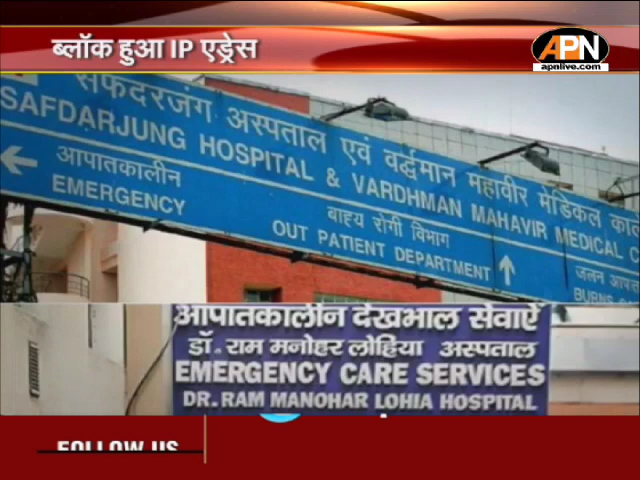 ब्लॉक हुआ IP एड्रेस
APN
apnlive.com
सफदरजंग अस्पताल एवं वर्द्धमान महावीर मेडिकल
SAFDARJUNG HOSPITAL & VARDHMAN MAHAVIR MEDICAL
आपातकालीन
EMERGENCY
बाह्य रोगी विभाग
OUT PATIENT DEPARTMENT
जलन
BURNS
आपातकालीन देखभाल सेवाऐं
डॉ. राम मनोहर लोहिया अस्पताल
EMERGENCY CARE SERVICES
DR. RAM MANOHAR LOHIA HOSPITAL
FOLLOW US